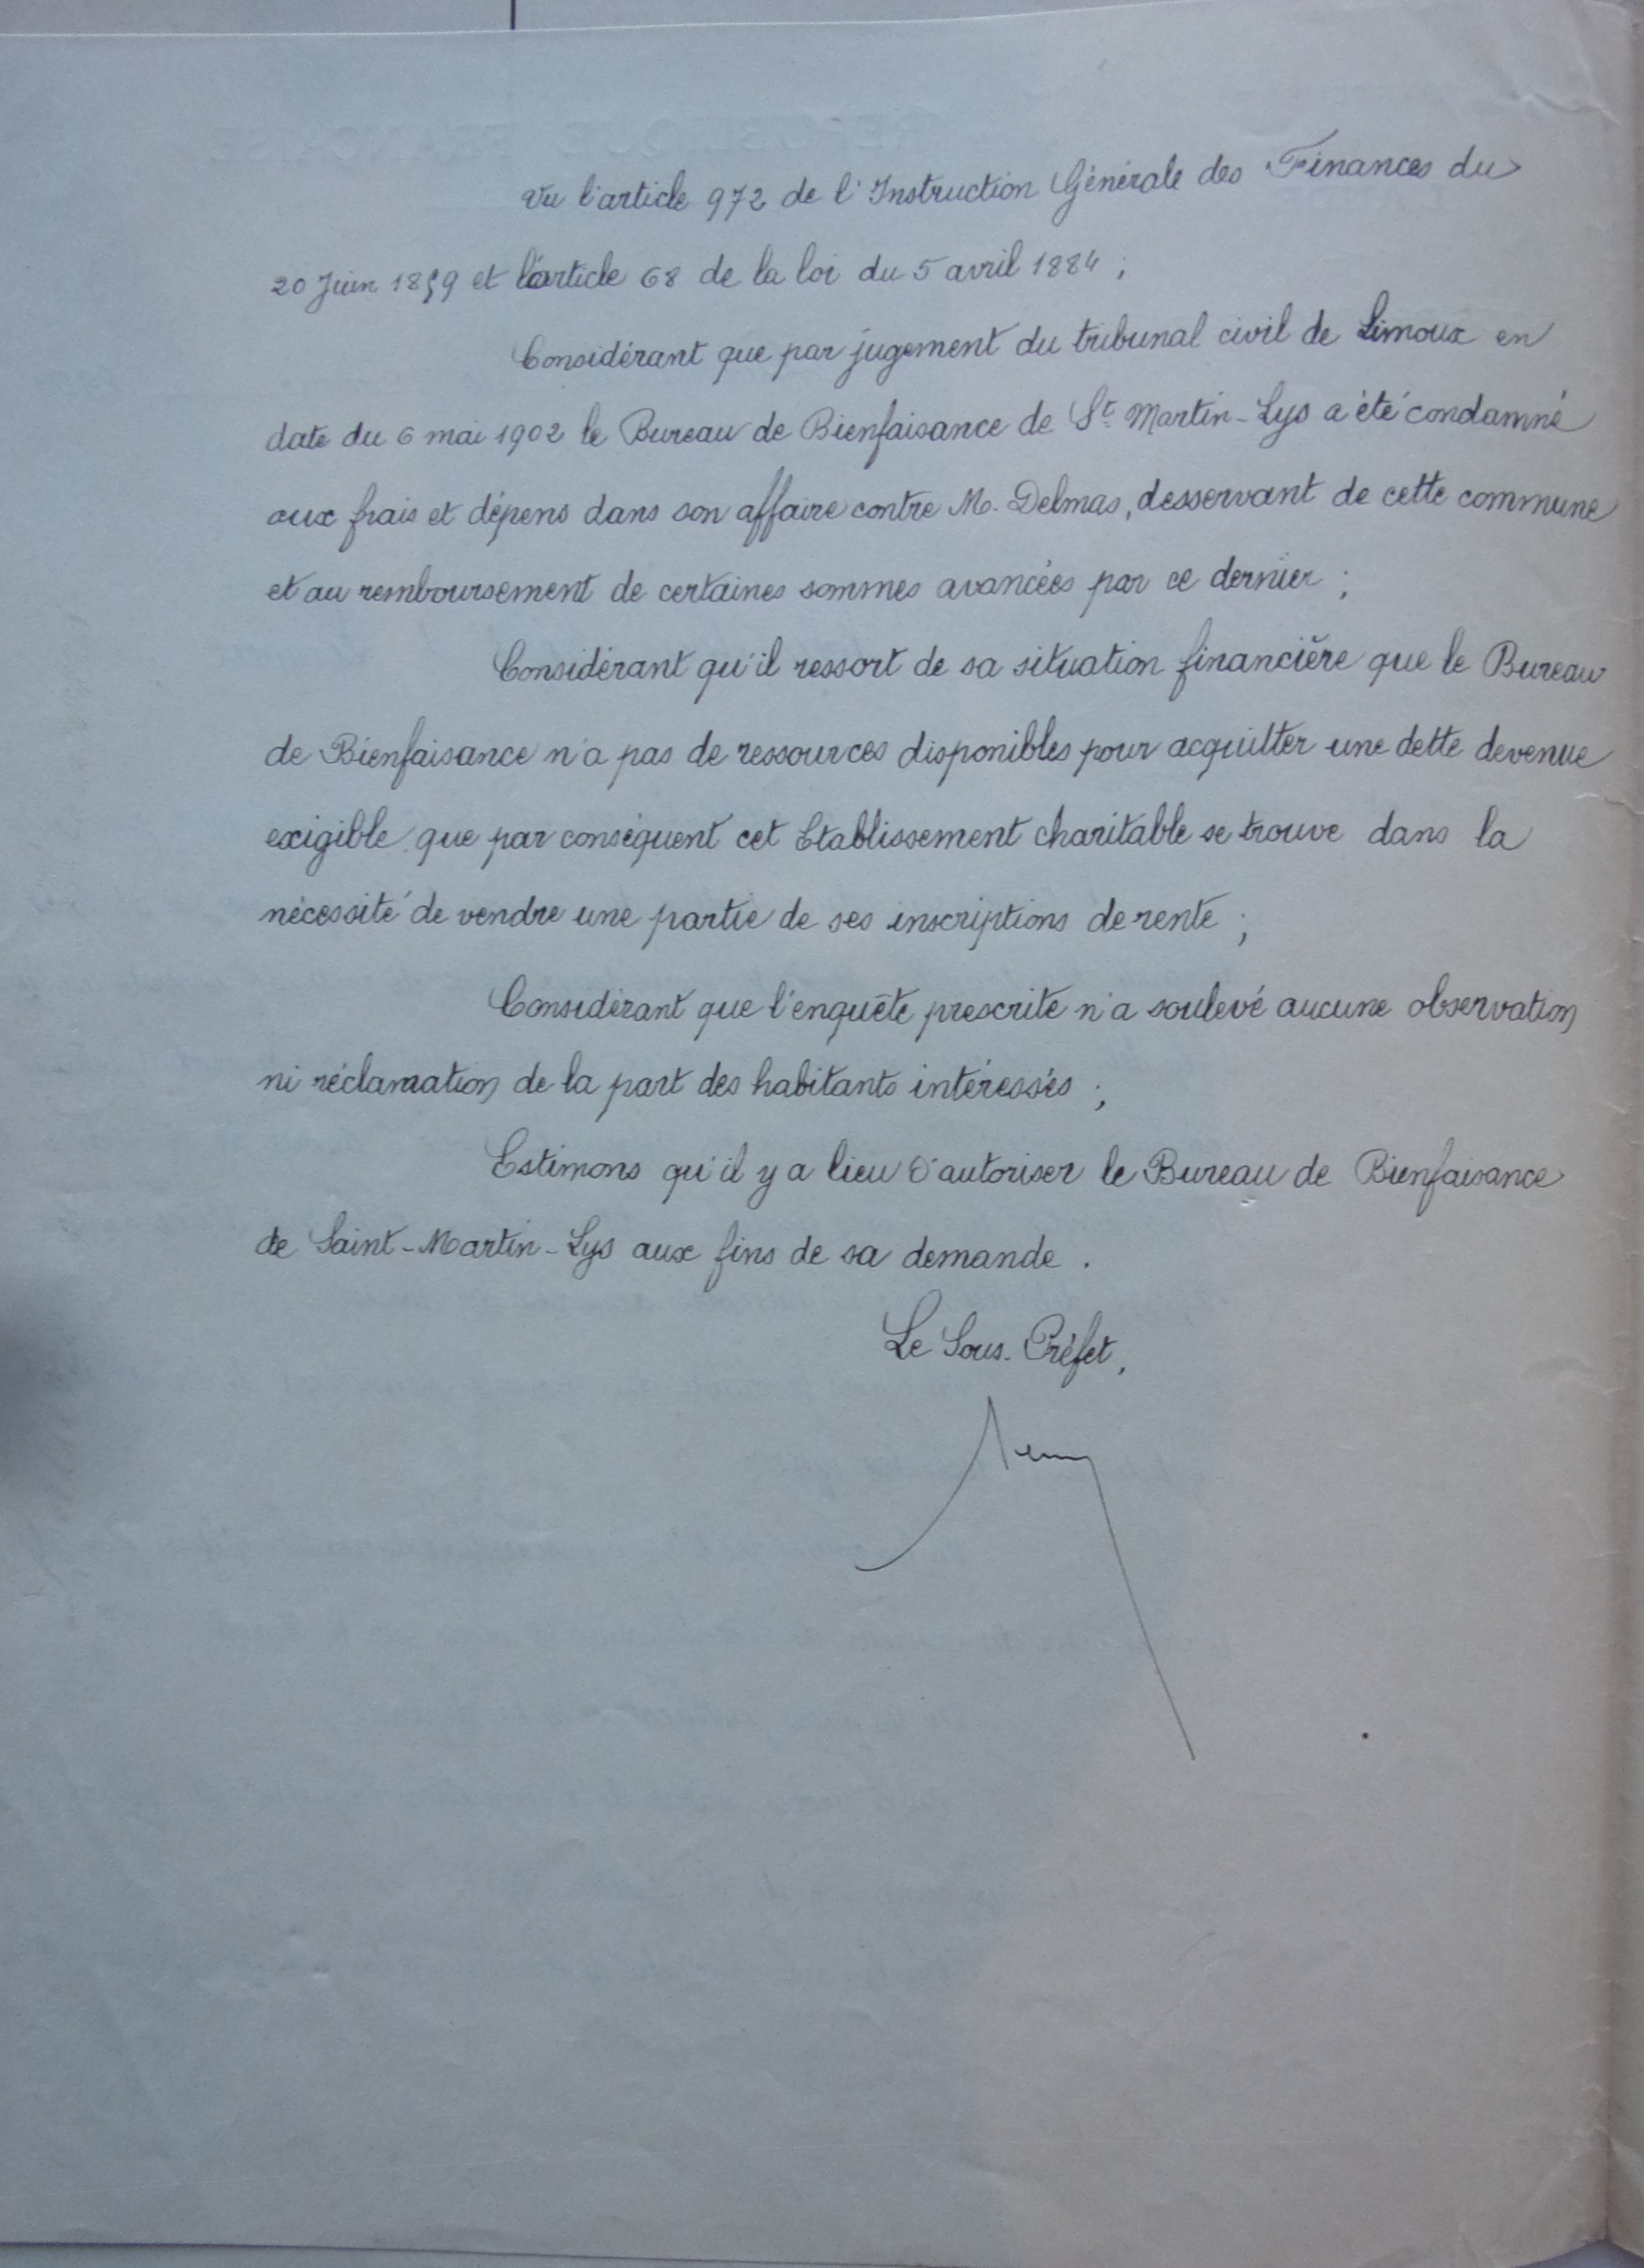 Vu l'article 972 de l'Instruction Générale des Finances du
20 Juin 1859 et l'article 68 de la loi du 5 avril 1884 ;
Considérant que par jugement du tribunal civil de Limoux en
date du 6 mai 1902 le Bureau de Bienfaisance de St Martin-Lys a été condamné
aux frais et dépens dans son affaire contre M. Delmas, desservant de cette commune
et au remboursement de certaines sommes avancées par ce dernier ;
Considérant qu'il ressort de sa situation financière que le Bureau
de Bienfaisance n'a pas de ressources disponibles pour acquitter une dette devenue
exigible, que par conséquent cet Etablissement charitable se trouve dans la
nécessité de vendre une partie de ses inscriptions de rente ;
Considérant que l'enquête prescrite n'a soulevé aucune observation
ni réclamation de la part des habitants intéressés ;
Estimons qu'il y a lieu d'autoriser le Bureau de Bienfaisance
de Saint-Martin-Lys aux fins de sa demande.
Le Sous-Préfet,